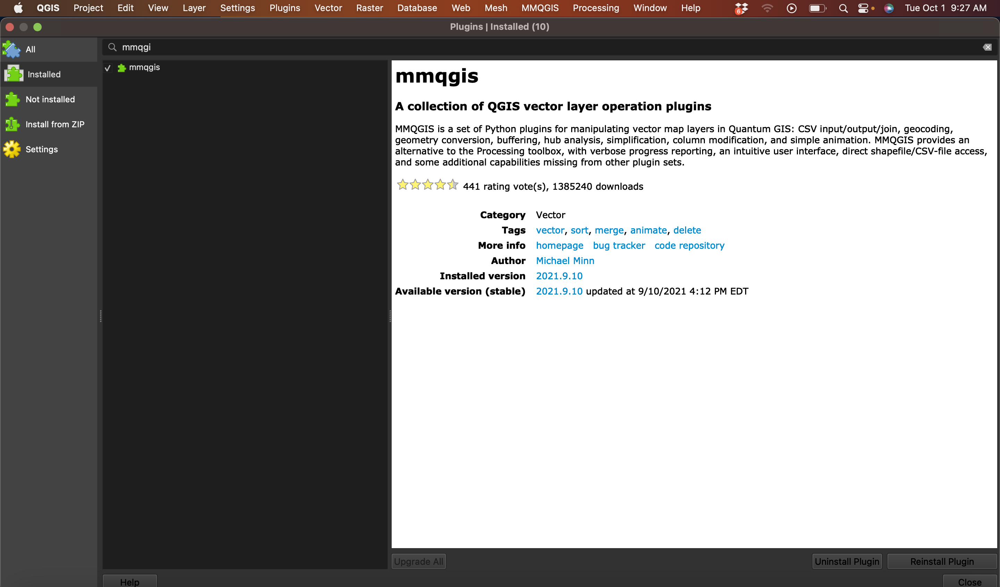 QGIS Project Edit View Layer Settings Plugins Vector Raster Database Web Mesh MMQGIS Processing Window Help 6 Tue Oct 1 9:27 AM
Plugins | Installed (10)
All
Installed
Not installed
Install from ZIP
Settings
mmqgi
mmqgis
mmqgis
A collection of QGIS vector layer operation plugins
MMQGIS is a set of Python plugins for manipulating vector map layers in Quantum GIS: CSV input/output/join, geocoding,
geometry conversion, buffering, hub analysis, simplification, column modification, and simple animation. MMQGIS provides an
alternative to the Processing toolbox, with verbose progress reporting, an intuitive user interface, direct shapefile/CSV-file access,
and some additional capabilities missing from other plugin sets.
441 rating vote(s), 1385240 downloads
Category Vector
Tags vector, sort, merge, animate, delete
More info homepage bug tracker code repository
Author Michael Minn
Installed version 2021.9.10
Available version (stable) 2021.9.10 updated at 9/10/2021 4:12 PM EDT
Upgrade All Uninstall Plugin Reinstall Plugin
Help Close